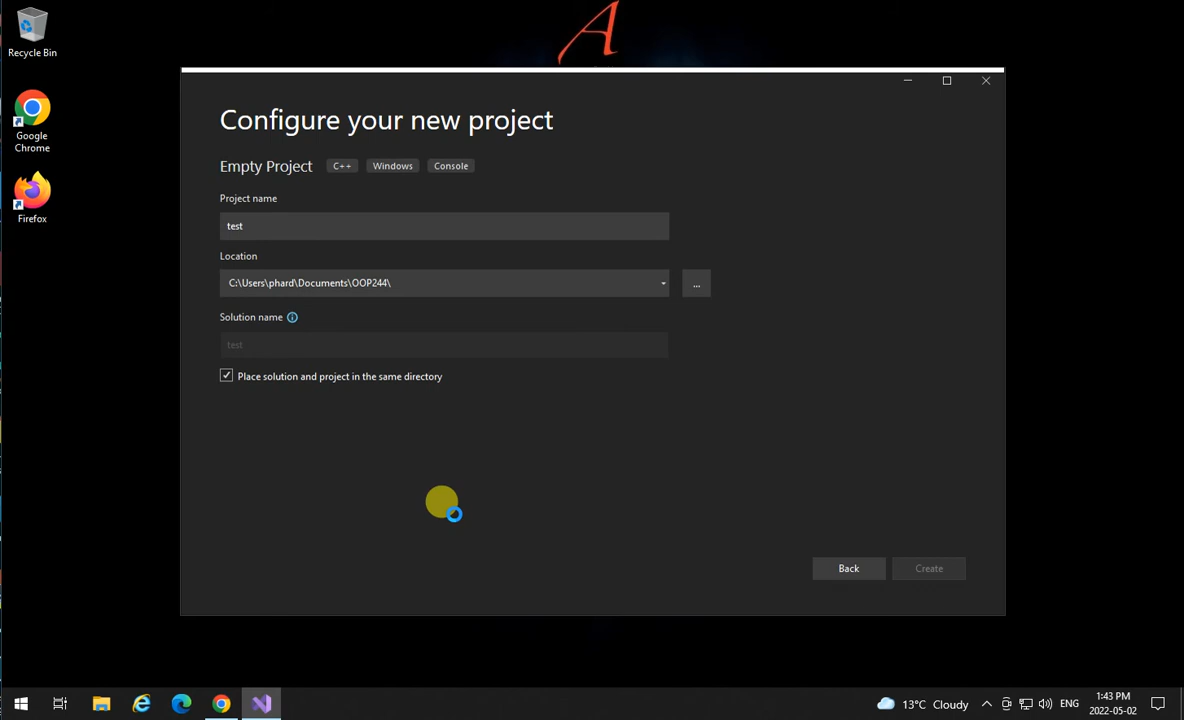 A
Recycle Bin
Google
Chrome
Firefox
Configure your new project
Empty Project C++ Windows Console
Project name
test
Location
C:\Users\phard\Documents\OOP244\
...
Solution name
test
Place solution and project in the same directory
Back Create
13°C Cloudy ENG 1:43 PM
2022-05-02